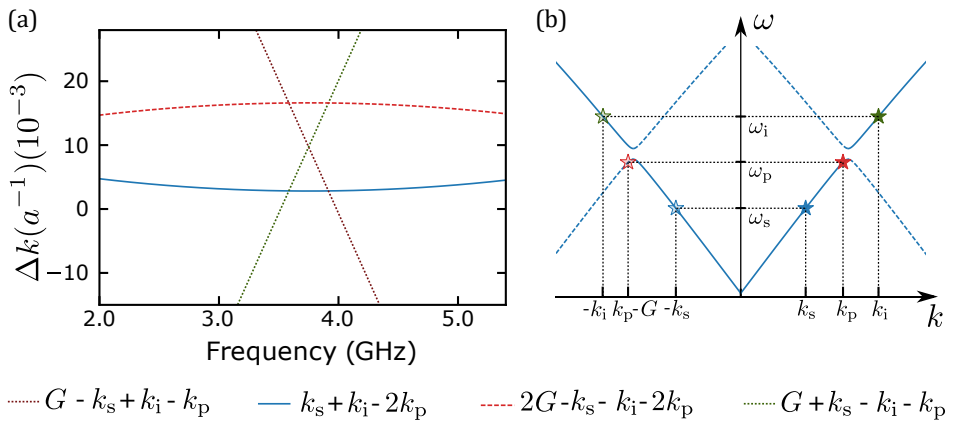 (a)
Δk(a⁻¹)(10⁻³)
20
10
0
−10
2.0 3.0 4.0 5.0
Frequency (GHz)
(b)
ω
ωᵢ
ωₚ
ωₛ
-kᵢ kₚ-G -kₛ kₛ kₚ kᵢ k
G - kₛ + kᵢ - kₚ kₛ + kᵢ - 2kₚ 2G-kₛ - kᵢ-2kₚ G + kₛ - kᵢ - kₚ